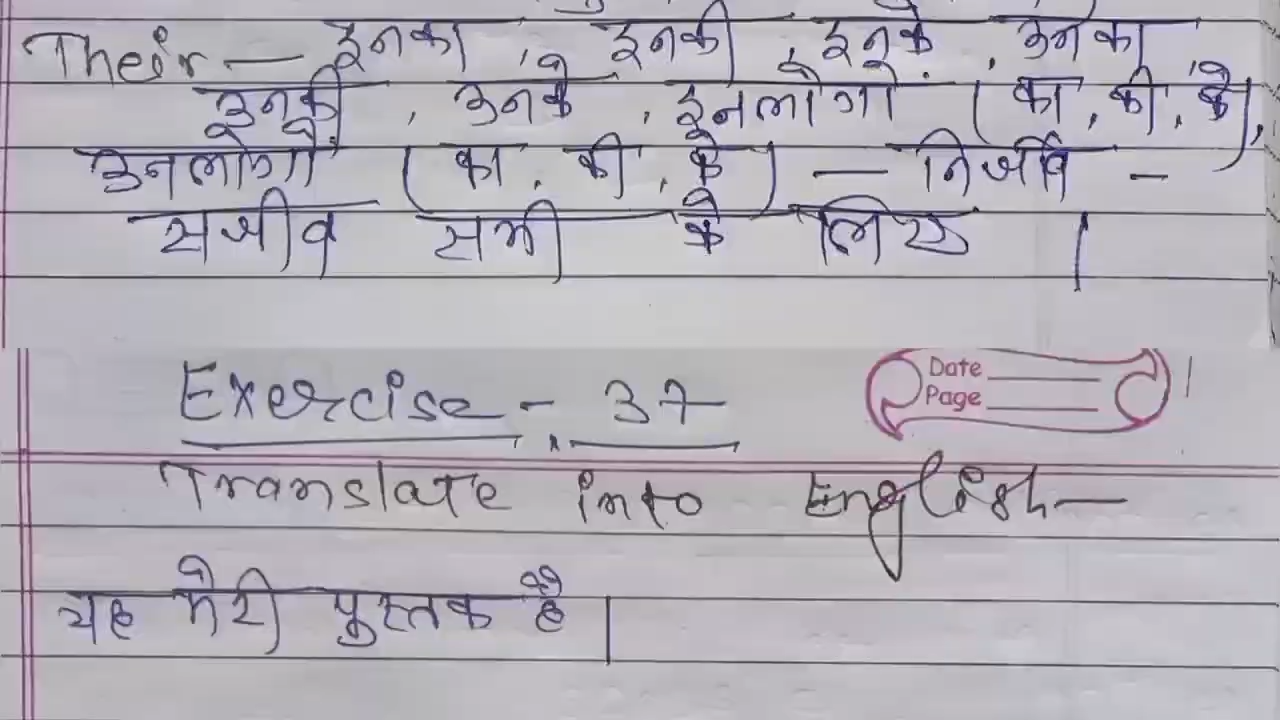 Their — इनका, इनकी, इनके, उनका
उनकी, उनके, इनलोगों (का, की, के),
उनलोगों (का, की, के) — निर्जीव -
सजीव सभी के लिए ।
Exercise - 37
Date
Page
Translate into English—
यह मेरी पुस्तक है ।